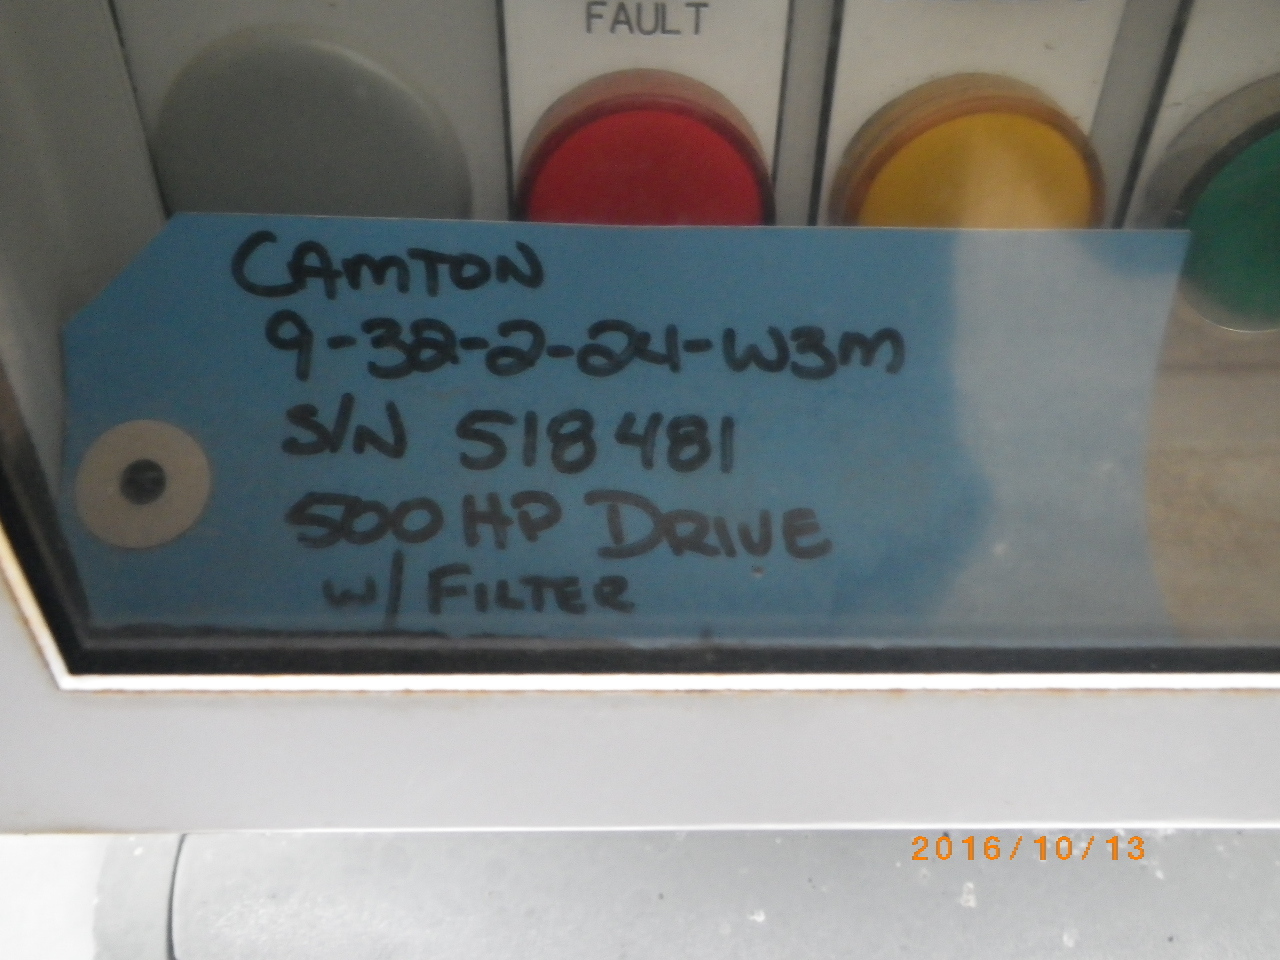 FAULT
CAMTON
9-32-2-24-W3M
S/N 518481
500 HP DRIVE
W/ FILTER
2016/10/13